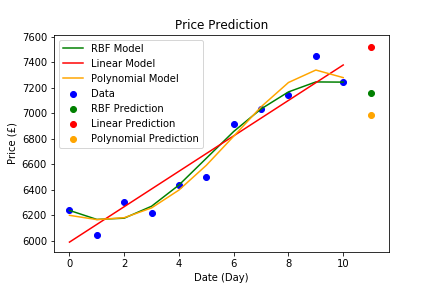 Price Prediction
7600
7400
7200
7000
6800
6600
6400
6200
6000
Price (£)
RBF Model
Linear Model
Polynomial Model
Data
RBF Prediction
Linear Prediction
Polynomial Prediction
0 2 4 6 8 10
Date (Day)